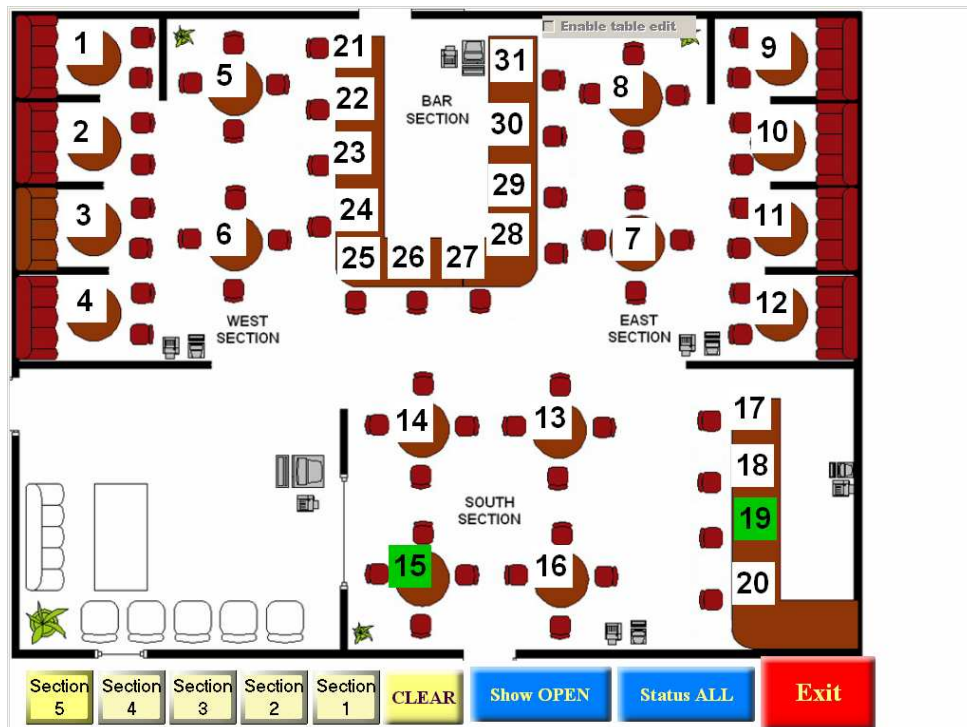 Enable table edit
1
5
21
31
8
9
22
BAR
SECTION
2
23
30
10
3
6
24
29
7
11
25
26
27
28
4
WEST
SECTION
EAST
SECTION
12
14
13
17
18
SOUTH
SECTION
19
15
16
20
Section
5
Section
4
Section
3
Section
2
Section
1
CLEAR
Show OPEN
Status ALL
Exit